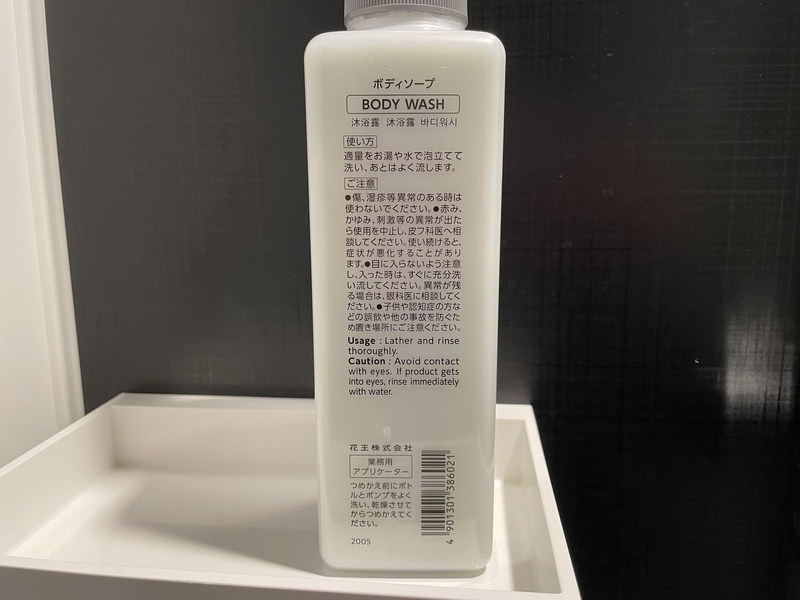 ボディソープ
BODY WASH
沐浴露 沐浴露 바디워시
使い方
適量をお湯や水で泡立てて
洗い、あとはよく流します。
ご注意
●傷、湿疹等異常のある時は
使わないでください。●赤み、
かゆみ、刺激等の異常が出た
ら使用を中止し、皮フ科医へ相
談してください。使い続けると、
症状が悪化することがあり
ます。●目に入らないよう注意
し、入った時は、すぐに充分洗
い流してください。異常が残
る場合は、眼科医に相談してく
ださい。●子供や認知症の方な
どの誤飲や他の事故を防ぐた
め置き場所にご注意ください。
Usage : Lather and rinse
thoroughly.
Caution : Avoid contact
with eyes. If product gets
into eyes, rinse immediately
with water.
花王株式会社
業務用
アプリケーター
つめかえ前にボト
ルとポンプをよく
洗い、乾燥させて
からつめかえてく
ださい。
2005
4 901301 386021